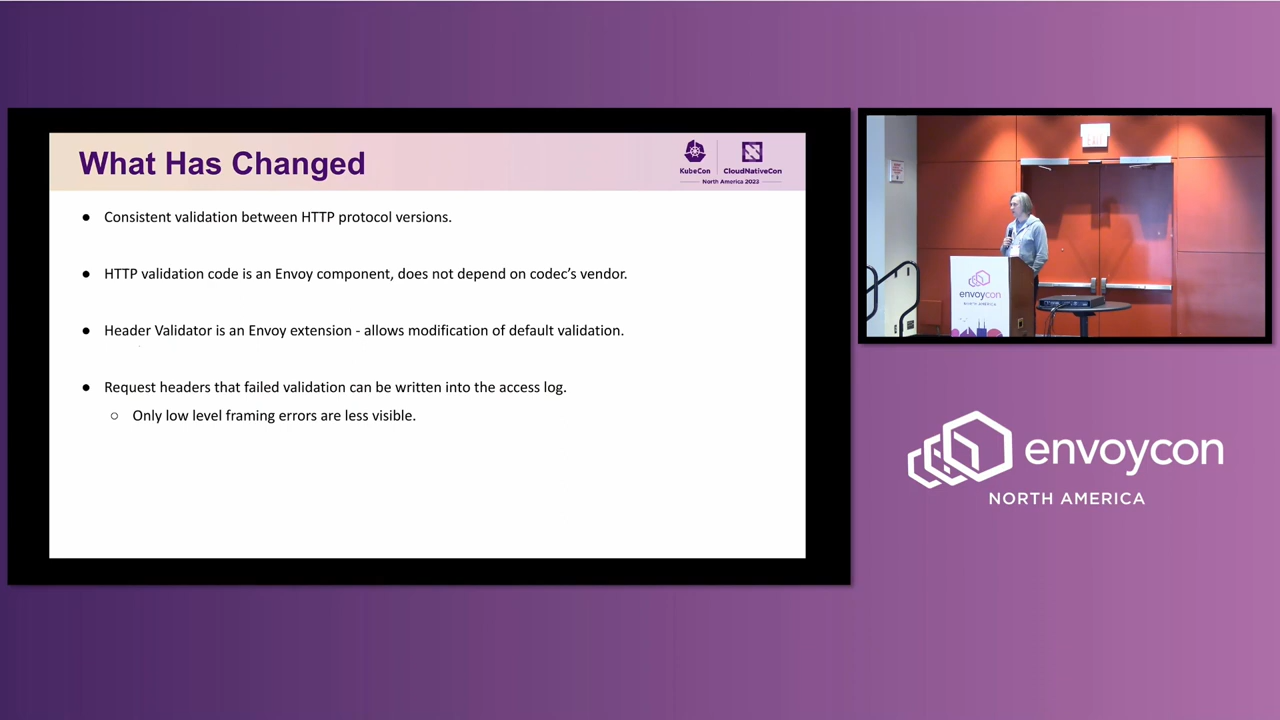 What Has Changed
KubeCon
CloudNativeCon
North America 2023
● Consistent validation between HTTP protocol versions.
● HTTP validation code is an Envoy component, does not depend on codec's vendor.
● Header Validator is an Envoy extension - allows modification of default validation.
● Request headers that failed validation can be written into the access log.
○ Only low level framing errors are less visible.
envoycon
NORTH AMERICA
envoycon
NORTH AMERICA